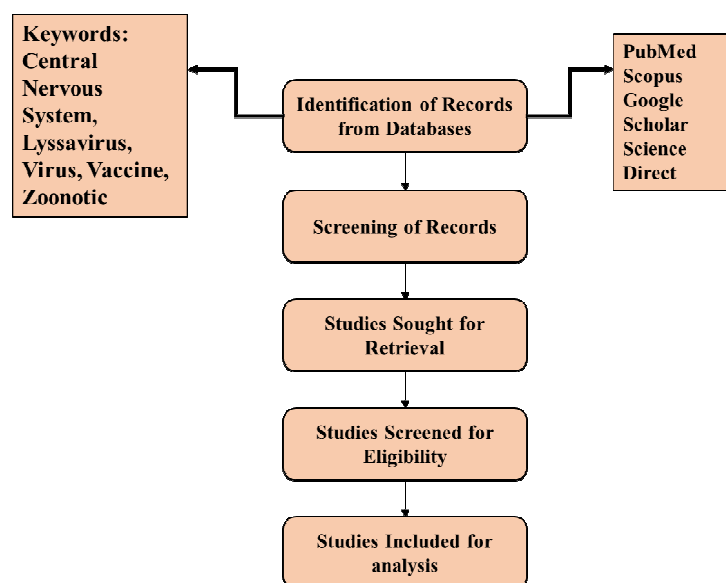 Keywords:
Central
Nervous
System,
Lyssavirus,
Virus, Vaccine,
Zoonotic
Identification of Records
from Databases
PubMed
Scopus
Google
Scholar
Science
Direct
Screening of Records
Studies Sought for
Retrieval
Studies Screened for
Eligibility
Studies Included for
analysis